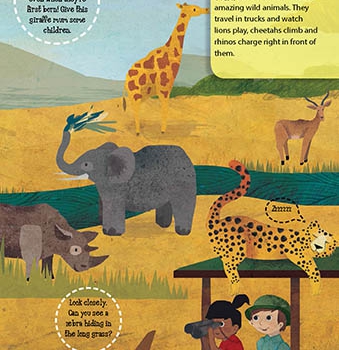 first born! Give this
giraffe mum some
children.
amazing wild animals. They
travel in trucks and watch
lions play, cheetahs climb and
rhinos charge right in front of
them.
Zzzzzz
Look closely.
Can you see a
zebra hiding in
the long grass?